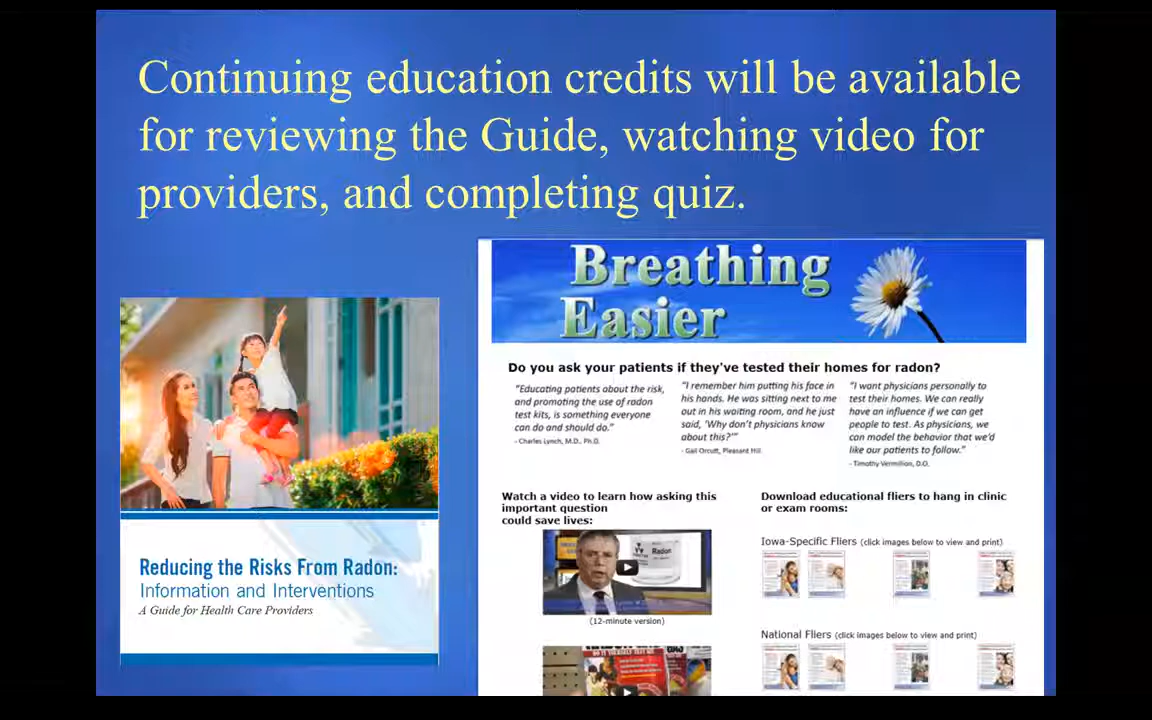 Continuing education credits will be available
for reviewing the Guide, watching video for
providers, and completing quiz.
Reducing the Risks From Radon:
Information and Interventions
A Guide for Health Care Providers
Breathing
Easier
Do you ask your patients if they've tested their homes for radon?
"Educating patients about the risk,
and promoting the use of radon
test kits, is something everyone
can do and should do."
- Charles Lynch, M.D., Ph.D.
"I remember him putting his face in
his hands. He was sitting next to me
out in his waiting room, and he just
said, 'Why don't physicians know
about this?'"
- Gail Orcutt, Pleasant Hill
"I want physicians personally to
test their homes. We can really
have an influence if we can get
people to test. As physicians, we
can model the behavior that we'd
like our patients to follow."
- Timothy Vermillion, D.O.
Watch a video to learn how asking this
important question
could save lives:
Radon
(12-minute version)
Download educational fliers to hang in clinic
or exam rooms:
Iowa-Specific Fliers (click images below to view and print)
National Fliers (click images below to view and print)